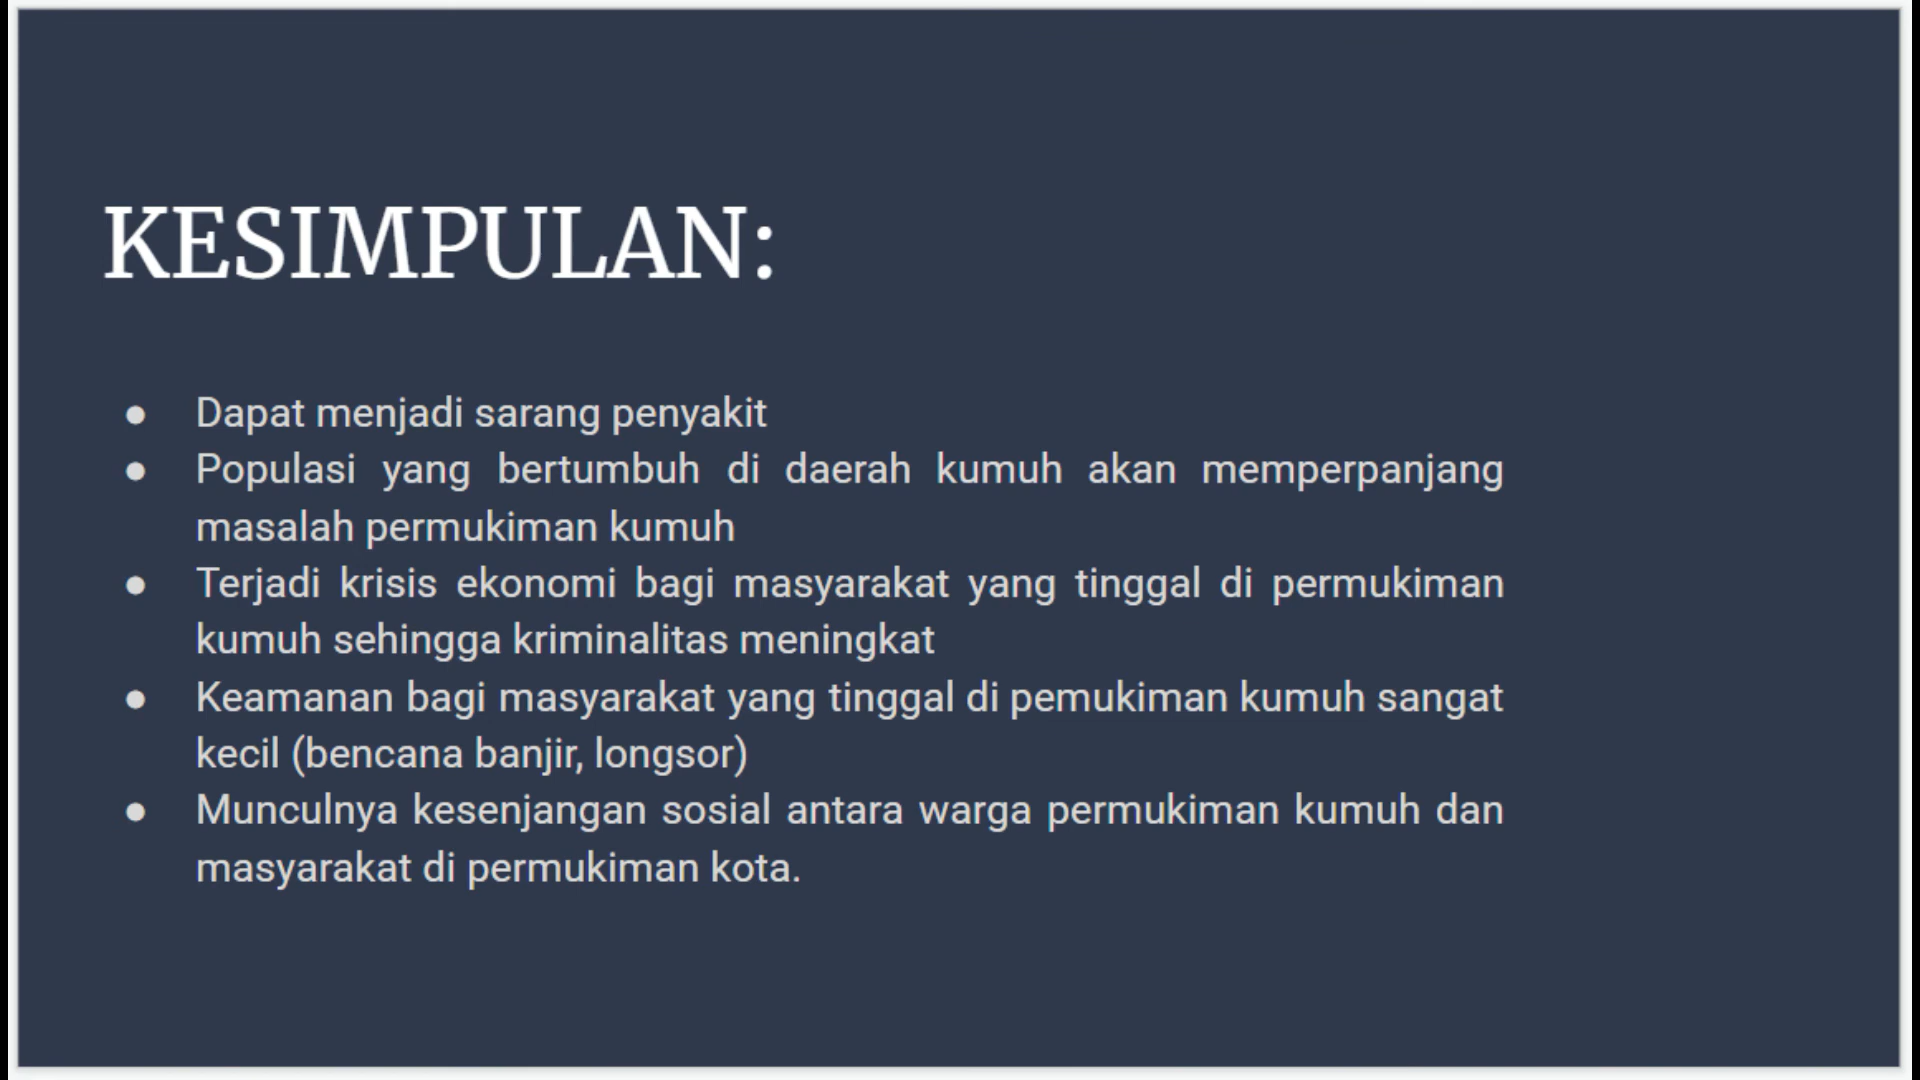 KESIMPULAN:
● Dapat menjadi sarang penyakit
● Populasi yang bertumbuh di daerah kumuh akan memperpanjang
masalah permukiman kumuh
● Terjadi krisis ekonomi bagi masyarakat yang tinggal di permukiman
kumuh sehingga kriminalitas meningkat
● Keamanan bagi masyarakat yang tinggal di pemukiman kumuh sangat
kecil (bencana banjir, longsor)
● Munculnya kesenjangan sosial antara warga permukiman kumuh dan
masyarakat di permukiman kota.